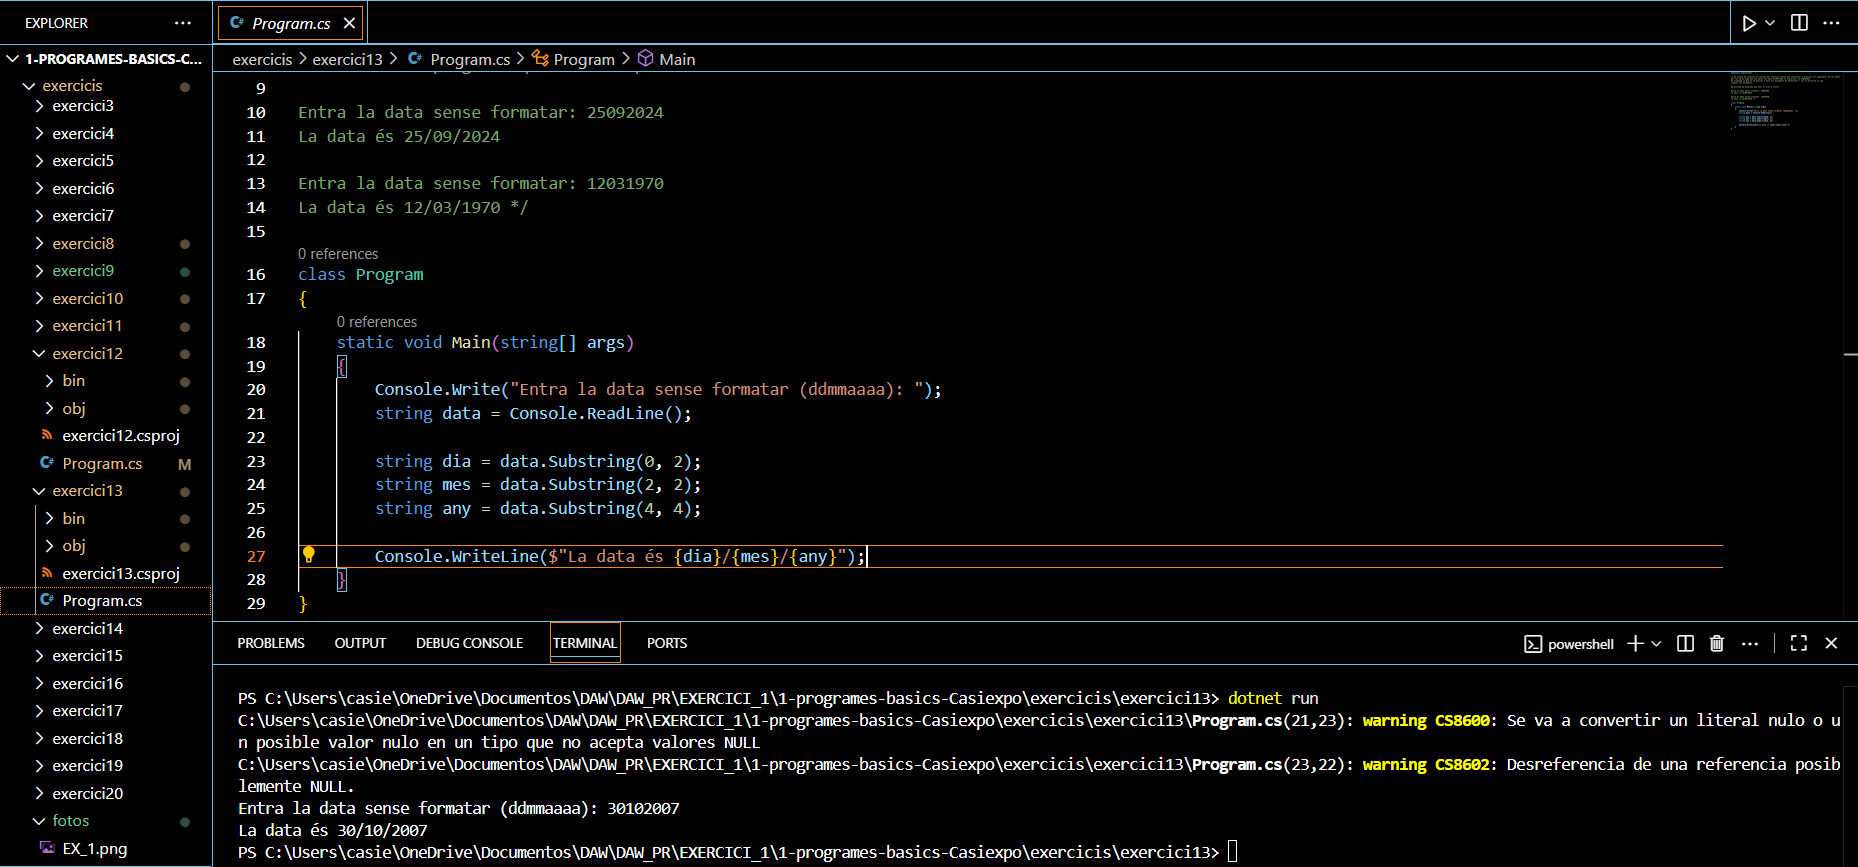 EXPLORER
Program.cs
1-PROGRAMES-BASICS-C...
exercicis
exercici3
exercici4
exercici5
exercici6
exercici7
exercici8
exercici9
exercici10
exercici11
exercici12
bin
obj
exercici12.csproj
Program.cs M
exercici13
bin
obj
exercici13.csproj
Program.cs
exercici14
exercici15
exercici16
exercici17
exercici18
exercici19
exercici20
fotos
EX_1.png
exercicis > exercici13 > Program.cs > Program > Main
9
10 Entra la data sense formatar: 25092024
11 La data és 25/09/2024
12
13 Entra la data sense formatar: 12031970
14 La data és 12/03/1970 */
15
0 references
16 class Program
17 {
0 references
18 static void Main(string[] args)
19 {
20 Console.Write("Entra la data sense formatar (ddmmaaaa): ");
21 string data = Console.ReadLine();
22
23 string dia = data.Substring(0, 2);
24 string mes = data.Substring(2, 2);
25 string any = data.Substring(4, 4);
26
27 Console.WriteLine($"La data és {dia}/{mes}/{any}");
28 }
29 }
PROBLEMS OUTPUT DEBUG CONSOLE TERMINAL PORTS
powershell
PS C:\Users\casie\OneDrive\Documentos\DAW\DAW_PR\EXERCICI_1\1-programes-basics-Casiexpo\exercicis\exercici13> dotnet run
C:\Users\casie\OneDrive\Documentos\DAW\DAW_PR\EXERCICI_1\1-programes-basics-Casiexpo\exercicis\exercici13\Program.cs(21,23): warning CS8600: Se va a convertir un literal nulo o u
n posible valor nulo en un tipo que no acepta valores NULL
C:\Users\casie\OneDrive\Documentos\DAW\DAW_PR\EXERCICI_1\1-programes-basics-Casiexpo\exercicis\exercici13\Program.cs(23,22): warning CS8602: Desreferencia de una referencia posib
lemente NULL.
Entra la data sense formatar (ddmmaaaa): 30102007
La data és 30/10/2007
PS C:\Users\casie\OneDrive\Documentos\DAW\DAW_PR\EXERCICI_1\1-programes-basics-Casiexpo\exercicis\exercici13>